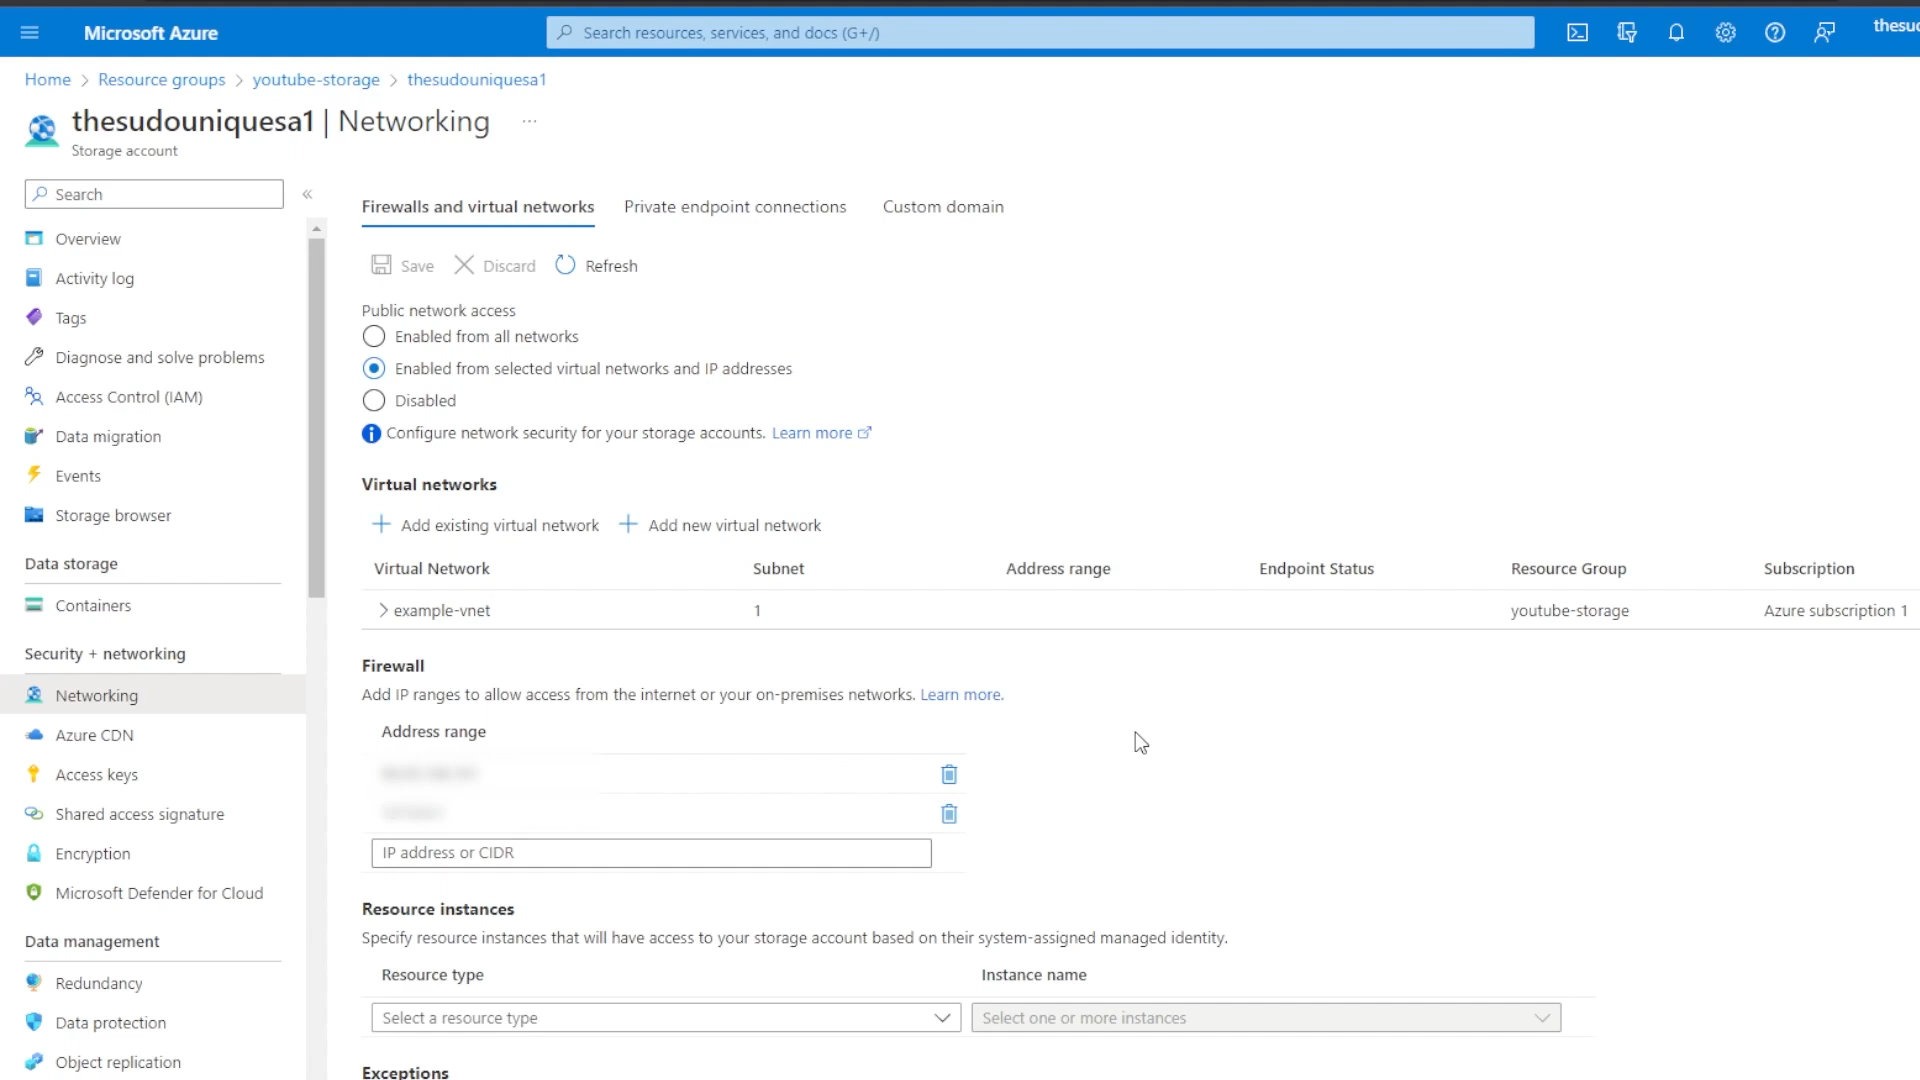 Microsoft Azure
Search resources, services, and docs (G+/)
thesud
Home > Resource groups > youtube-storage > thesudouniquesa1
thesudouniquesa1 | Networking ...
Storage account
Search
«
Overview
Activity log
Tags
Diagnose and solve problems
Access Control (IAM)
Data migration
Events
Storage browser
Data storage
Containers
Security + networking
Networking
Azure CDN
Access keys
Shared access signature
Encryption
Microsoft Defender for Cloud
Data management
Redundancy
Data protection
Object replication
Firewalls and virtual networks Private endpoint connections Custom domain
Save Discard Refresh
Public network access
Enabled from all networks
Enabled from selected virtual networks and IP addresses
Disabled
Configure network security for your storage accounts. Learn more
Virtual networks
+ Add existing virtual network + Add new virtual network
Virtual Network Subnet Address range Endpoint Status Resource Group Subscription
> example-vnet 1 youtube-storage Azure subscription 1
Firewall
Add IP ranges to allow access from the internet or your on-premises networks. Learn more.
Address range
IP address or CIDR
Resource instances
Specify resource instances that will have access to your storage account based on their system-assigned managed identity.
Resource type Instance name
Select a resource type Select one or more instances
Exceptions